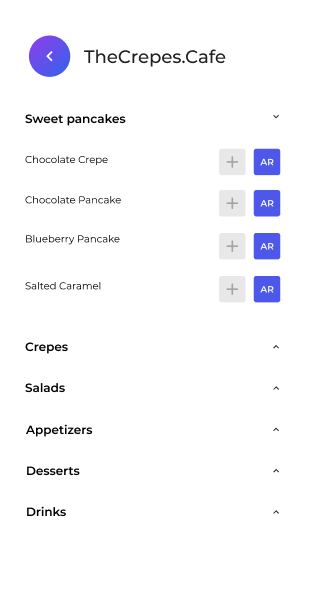 TheCrepes.Cafe
Sweet pancakes
Chocolate Crepe
AR
Chocolate Pancake
AR
Blueberry Pancake
AR
Salted Caramel
AR
Crepes
Salads
Appetizers
Desserts
Drinks